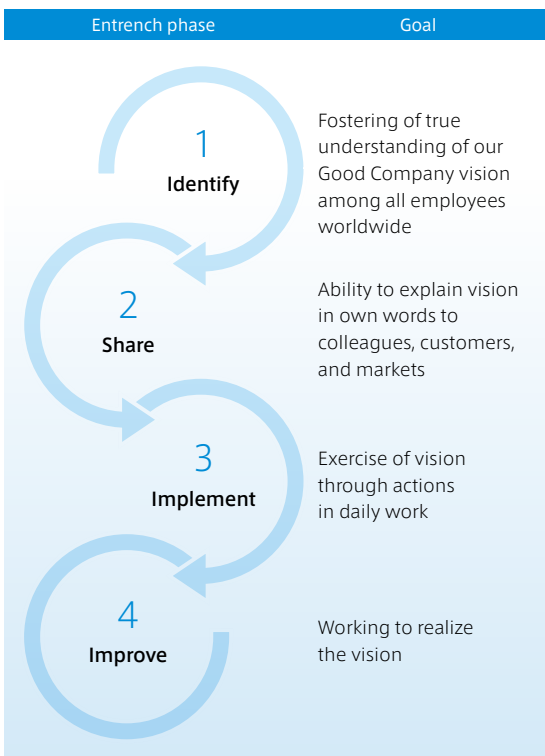 Entrench phase
Goal
1
Identify
Fostering of true
understanding of our
Good Company vision
among all employees
worldwide
2
Share
Ability to explain vision
in own words to
colleagues, customers,
and markets
3
Implement
Exercise of vision
through actions
in daily work
4
Improve
Working to realize
the vision